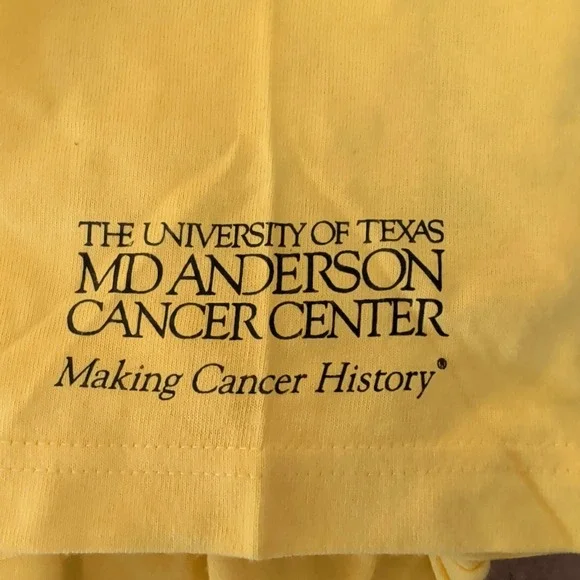 THE UNIVERSITY OF TEXAS
MD ANDERSON
CANCER CENTER
Making Cancer History®